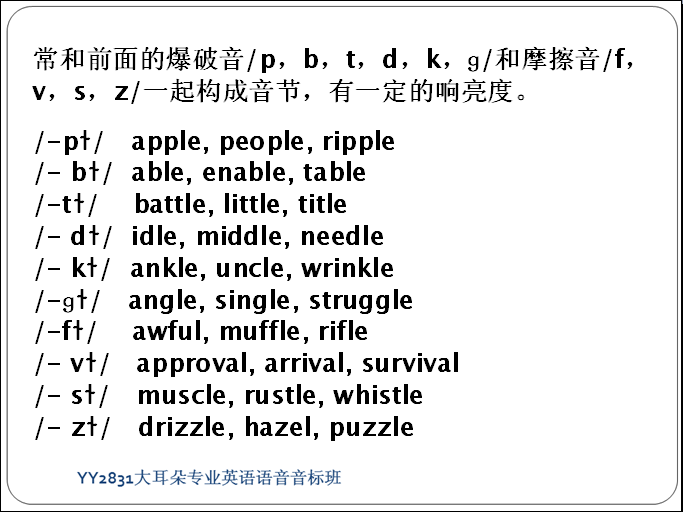 常和前面的爆破音/p，b，t，d，k，ɡ/和摩擦音/f，
v，s，z/一起构成音节，有一定的响亮度。
/-pɫ/ apple, people, ripple
/- bɫ/ able, enable, table
/-tɫ/ battle, little, title
/- dɫ/ idle, middle, needle
/- kɫ/ ankle, uncle, wrinkle
/-ɡɫ/ angle, single, struggle
/-fɫ/ awful, muffle, rifle
/- vɫ/ approval, arrival, survival
/- sɫ/ muscle, rustle, whistle
/- zɫ/ drizzle, hazel, puzzle
YY2831大耳朵专业英语语音音标班